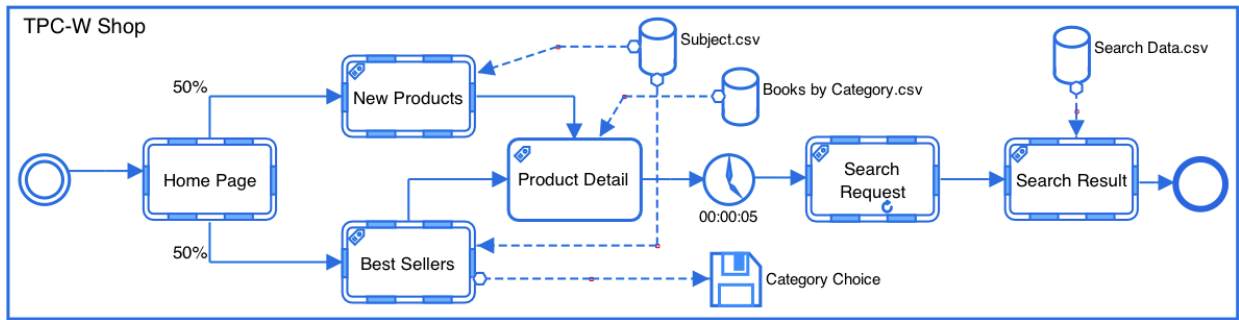 TPC-W Shop
Subject.csv
Search Data.csv
50%
New Products
Books by Category.csv
Home Page
Product Detail
Search
Request
Search Result
00:00:05
50%
Best Sellers
Category Choice